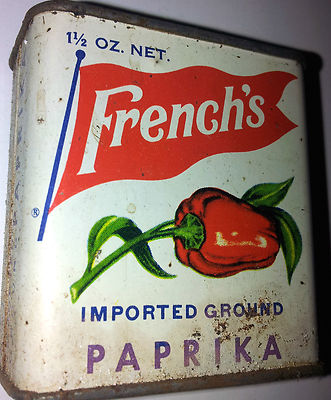 1½ OZ. NET.
French's
®
IMPORTED GROUND
PAPRIKA